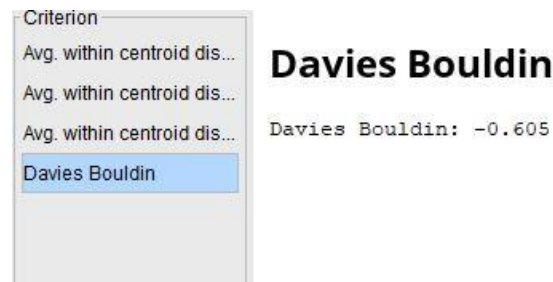 Criterion
Avg. within centroid dis...
Avg. within centroid dis...
Avg. within centroid dis...
Davies Bouldin
Davies Bouldin
Davies Bouldin: -0.605